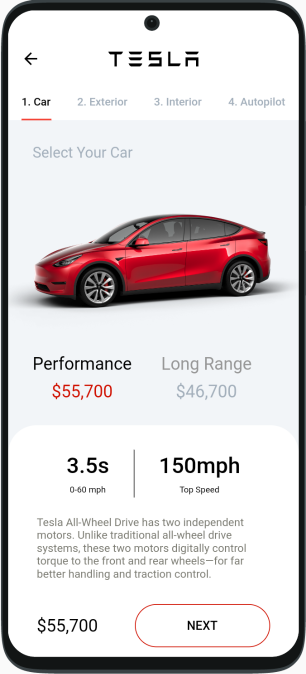 TESLA
1. Car 2. Exterior 3. Interior 4. Autopilot
Select Your Car
Performance Long Range
$55,700 $46,700
3.5s 150mph
0-60 mph Top Speed
Tesla All-Wheel Drive has two independent
motors. Unlike traditional all-wheel drive
systems, these two motors digitally control
torque to the front and rear wheels—for far
better handling and traction control.
$55,700 NEXT